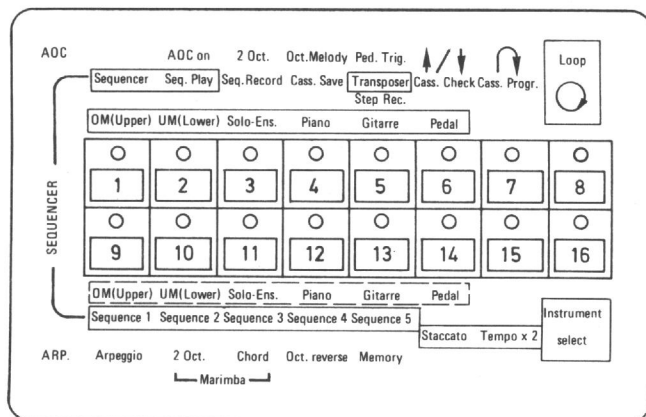 AOC AOC on 2 Oct. Oct.Melody Ped. Trig. Loop
Sequencer Seq. Play Seq.Record Cass. Save Transposer Cass. Check Cass. Progr.
Step Rec.
OM(Upper) UM(Lower) Solo-Ens. Piano Gitarre Pedal
1 2 3 4 5 6 7 8
SEQUENCER
9 10 11 12 13 14 15 16
OM(Upper) UM(Lower) Solo-Ens. Piano Gitarre Pedal
Sequence 1 Sequence 2 Sequence 3 Sequence 4 Sequence 5 Instrument
Staccato Tempo x 2 select
ARP. Arpeggio 2 Oct. Chord Oct. reverse Memory
Marimba